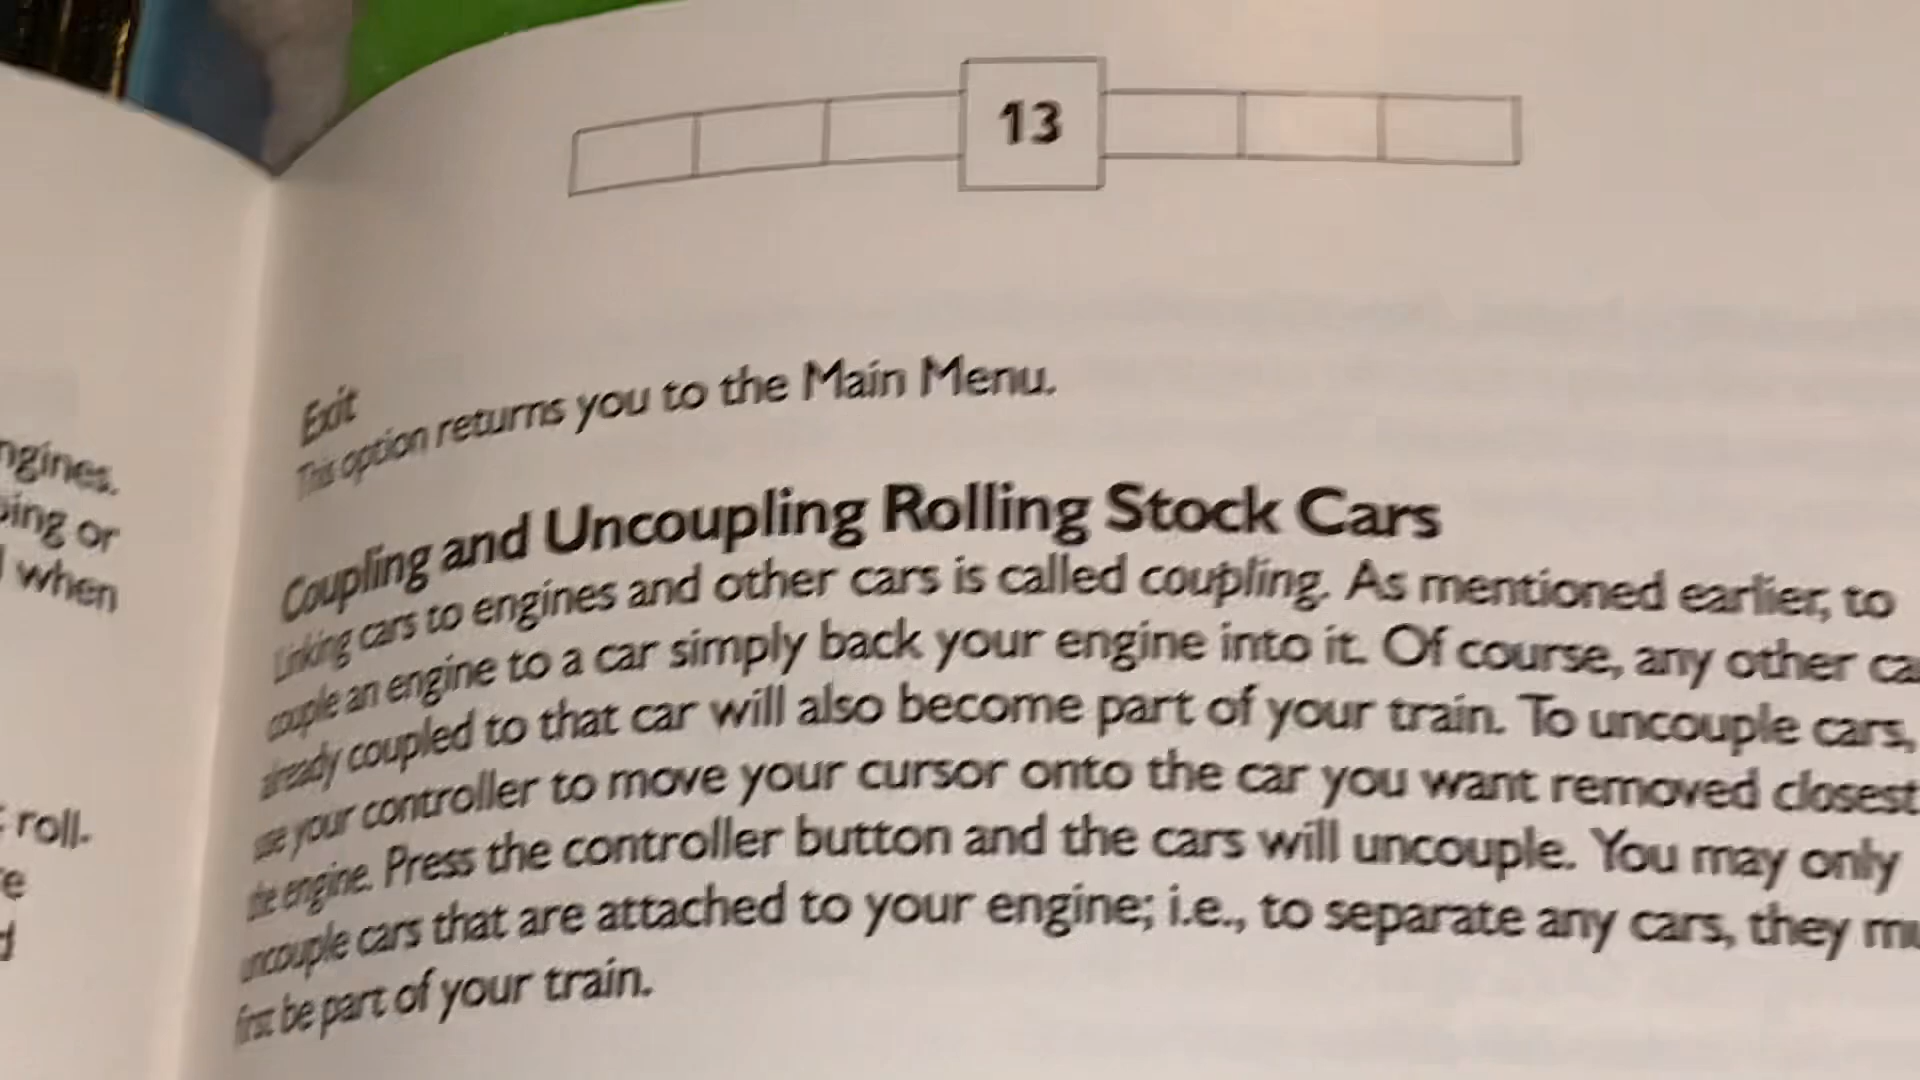 ngines.
ping or
when
roll.
13
Exit
This option returns you to the Main Menu.
Coupling and Uncoupling Rolling Stock Cars
Linking cars to engines and other cars is called coupling. As mentioned earlier, to
couple an engine to a car simply back your engine into it. Of course, any other ca
already coupled to that car will also become part of your train. To uncouple cars,
use your controller to move your cursor onto the car you want removed closest
the engine. Press the controller button and the cars will uncouple. You may only
uncouple cars that are attached to your engine; i.e., to separate any cars, they mu
first be part of your train.